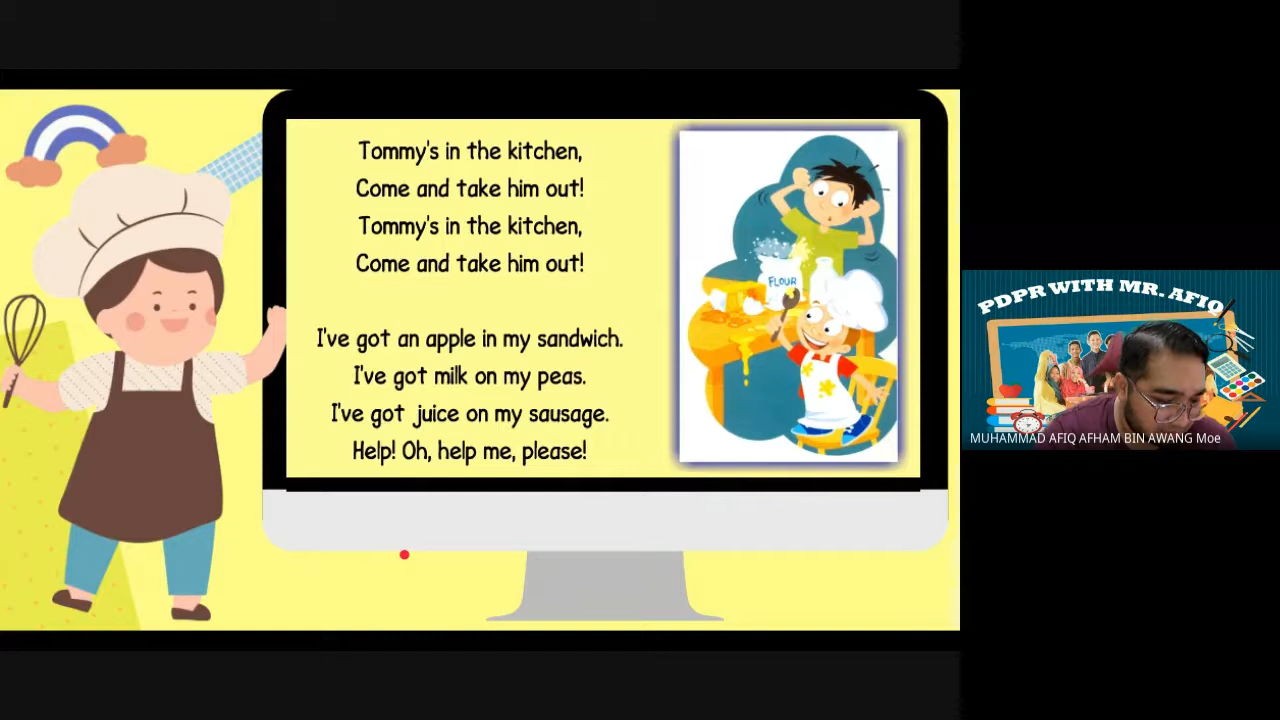 Tommy's in the kitchen,
Come and take him out!
Tommy's in the kitchen,
Come and take him out!
I've got an apple in my sandwich.
I've got milk on my peas.
I've got juice on my sausage.
Help! Oh, help me, please!
FLOUR
PDPR WITH MR. AFIQ
MUHAMMAD AFIQ AFHAM BIN AWANG Moe